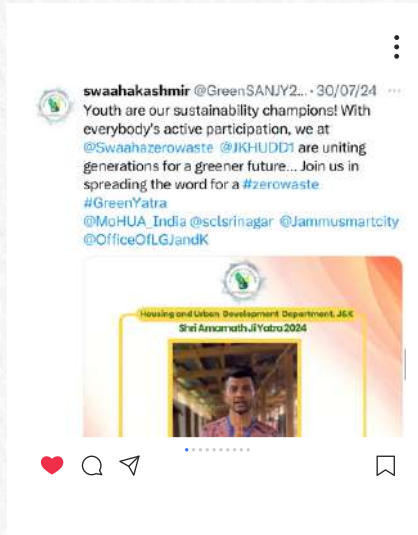 swaahakashmir @GreenSANJY2... · 30/07/24 ...
Youth are our sustainability champions! With
everybody's active participation, we at
@Swaahazerowaste @JKHUDD1 are uniting
generations for a greener future... Join us in
spreading the word for a #zerowaste
#GreenYatra
@MoHUA_India @sclsrinagar @Jammusmartcity
@OfficeOfLGJandK
Housing and Urban Development Department, J&K
Shri Amarnath Ji Yatra 2024